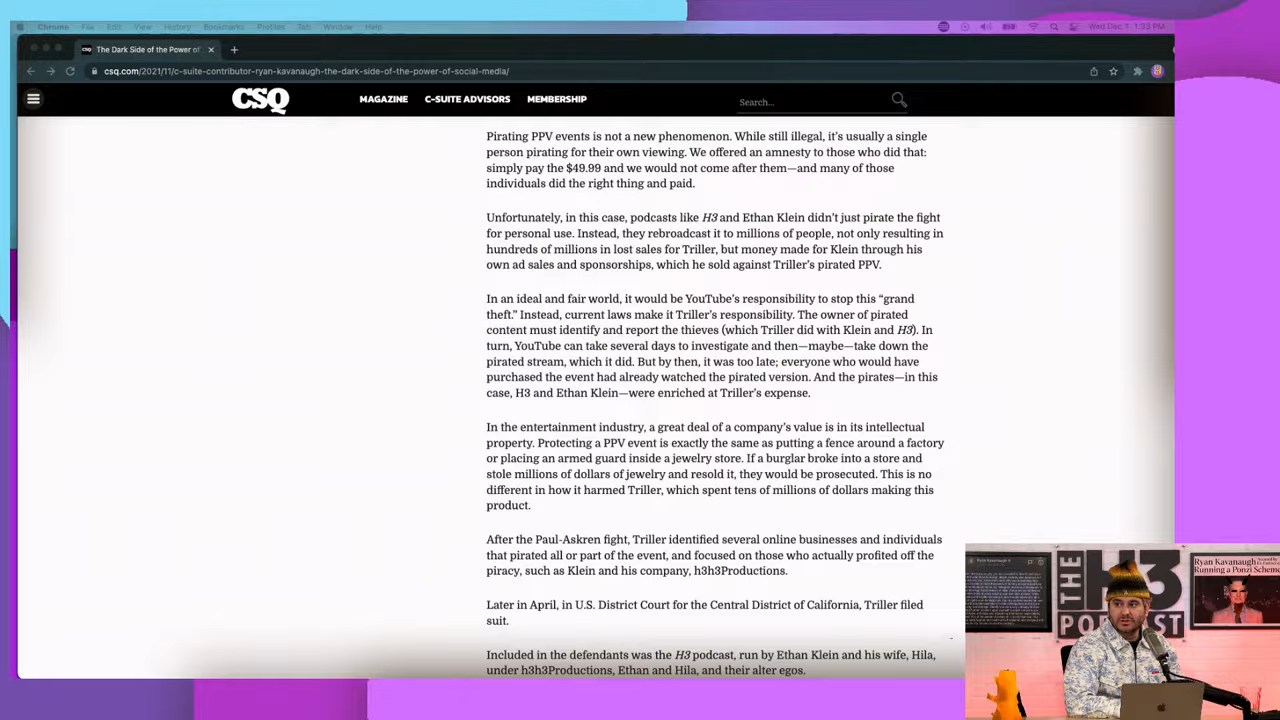 Chrome File Edit View History Bookmarks Profiles Tab Window Help
Wed Dec 1 1:33 PM
CSQ The Dark Side of the Power of
csq.com/2021/11/c-suite-contributor-ryan-kavanaugh-the-dark-side-of-the-power-of-social-media/
CSQ MAGAZINE C-SUITE ADVISORS MEMBERSHIP Search...
Pirating PPV events is not a new phenomenon. While still illegal, it's usually a single
person pirating for their own viewing. We offered an amnesty to those who did that:
simply pay the $49.99 and we would not come after them—and many of those
individuals did the right thing and paid.
Unfortunately, in this case, podcasts like H3 and Ethan Klein didn't just pirate the fight
for personal use. Instead, they rebroadcast it to millions of people, not only resulting in
hundreds of millions in lost sales for Triller, but money made for Klein through his
own ad sales and sponsorships, which he sold against Triller's pirated PPV.
In an ideal and fair world, it would be YouTube's responsibility to stop this “grand
theft.” Instead, current laws make it Triller's responsibility. The owner of pirated
content must identify and report the thieves (which Triller did with Klein and H3). In
turn, YouTube can take several days to investigate and then—maybe—take down the
pirated stream, which it did. But by then, it was too late; everyone who would have
purchased the event had already watched the pirated version. And the pirates—in this
case, H3 and Ethan Klein—were enriched at Triller's expense.
In the entertainment industry, a great deal of a company's value is in its intellectual
property. Protecting a PPV event is exactly the same as putting a fence around a factory
or placing an armed guard inside a jewelry store. If a burglar broke into a store and
stole millions of dollars of jewelry and resold it, they would be prosecuted. This is no
different in how it harmed Triller, which spent tens of millions of dollars making this
product.
After the Paul-Askren fight, Triller identified several online businesses and individuals
that pirated all or part of the event, and focused on those who actually profited off the
piracy, such as Klein and his company, h3h3Productions.
Later in April, in U.S. District Court for the Central District of California, Triller filed
suit.
Included in the defendants was the H3 podcast, run by Ethan Klein and his wife, Hila,
under h3h3Productions, Ethan and Hila, and their alter egos.
THE H3
PODCAST
Ryan Kavanaugh
Running a Ponzi Scheme